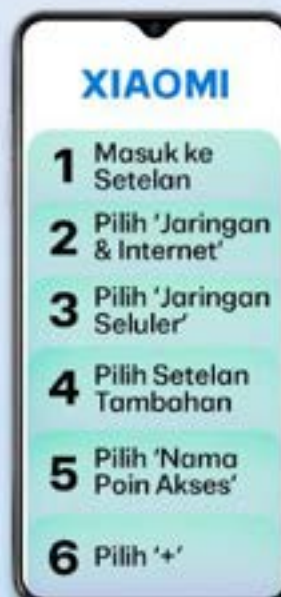 XIAOMI
1 Masuk ke
Setelan
2 Pilih 'Jaringan
& Internet'
3 Pilih 'Jaringan
Seluler'
4 Pilih Setelan
Tambahan
5 Pilih 'Nama
Poin Akses'
6 Pilih '+'